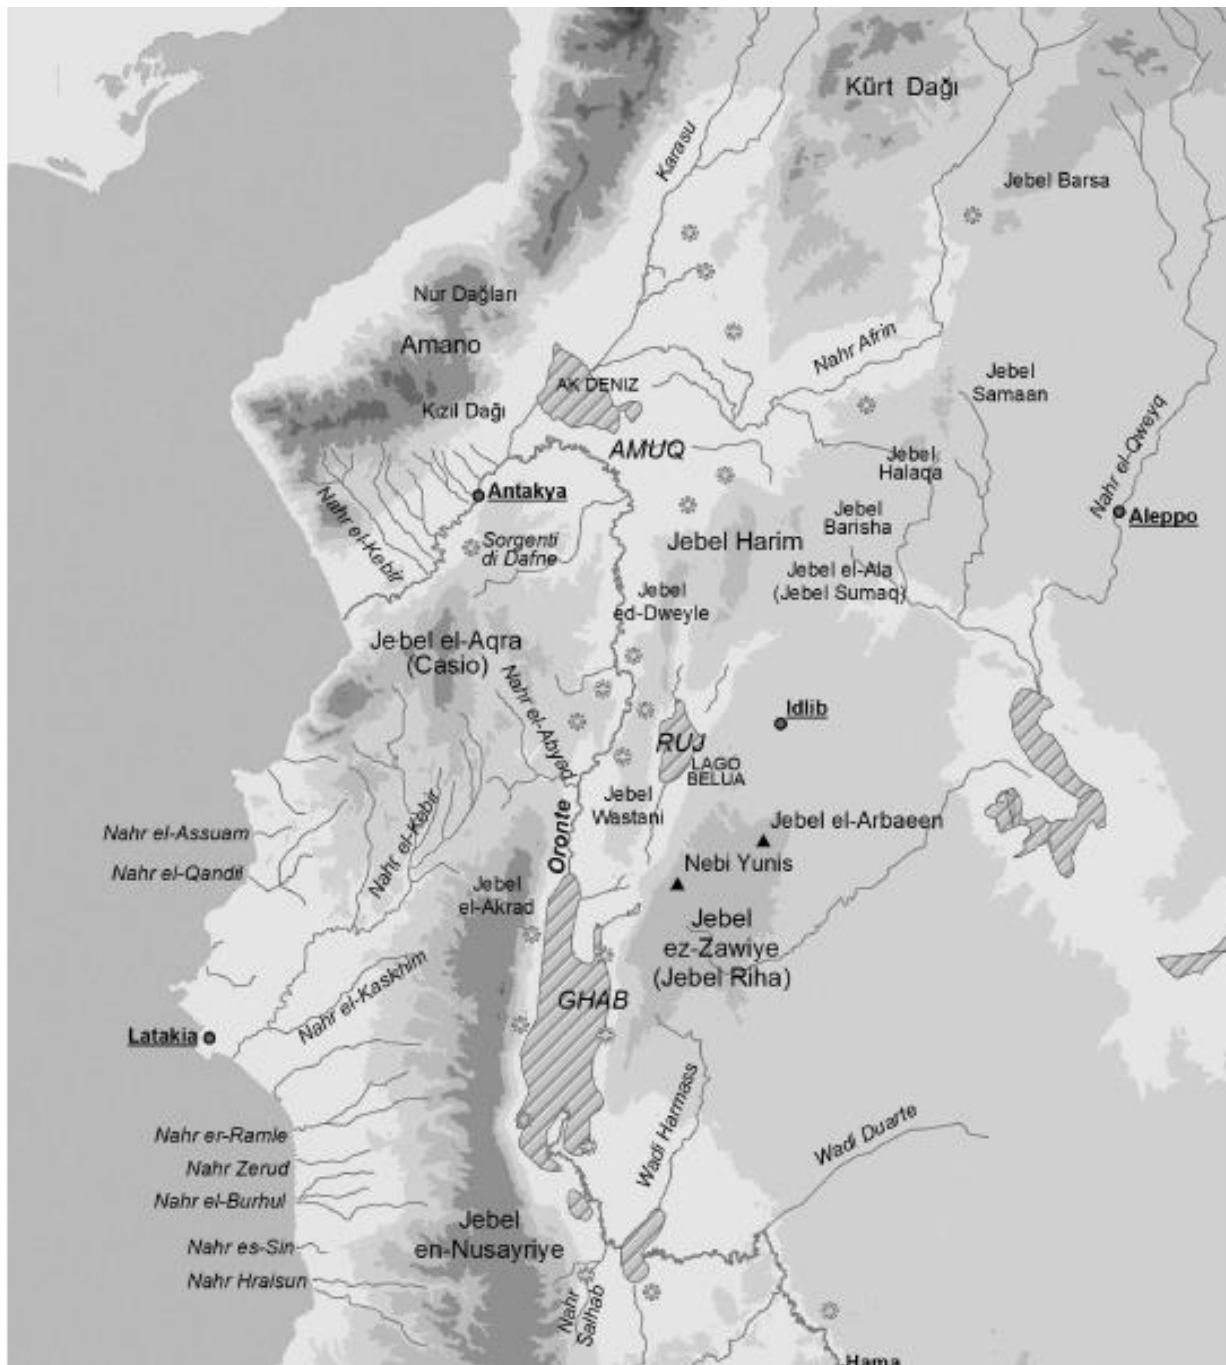 Kürt Dağı
Karasu
Jebel Barsa
Nur Dağları
Amano
Nahr Afrin
AK DENIZ
Jebel
Samaan
Kızıl Dağı
AMUQ
Jebel
Halaqa
Nahr el-Qweyq
Antakya
Nahr el-Kebir
Jebel
Barisha
Aleppo
Sorgenti
di Dafne
Jebel Harim
Jebel el-Ala
(Jebel Sumaq)
Jebel
ed-Dweyle
Jebel el-Aqra
(Casio)
Nahr el-Abyad
Idlib
RUJ
LAGO
BELUA
Jebel
Wastani
Oronte
Nahr el-Kebir
Nahr el-Assuam
Jebel el-Arbaeen
Nahr el-Qandil
Nebi Yunis
Jebel
el-Akrad
Jebel
ez-Zawiye
(Jebel Riha)
Nahr el-Kaskhim
GHAB
Latakia
Wadi Harmass
Wadi Duarte
Nahr er-Ramle
Nahr Zerud
Nahr el-Burhul
Jebel
en-Nusayriye
Nahr es-Sin
Nahr Hraisun
Nahr
Salhab
Hama